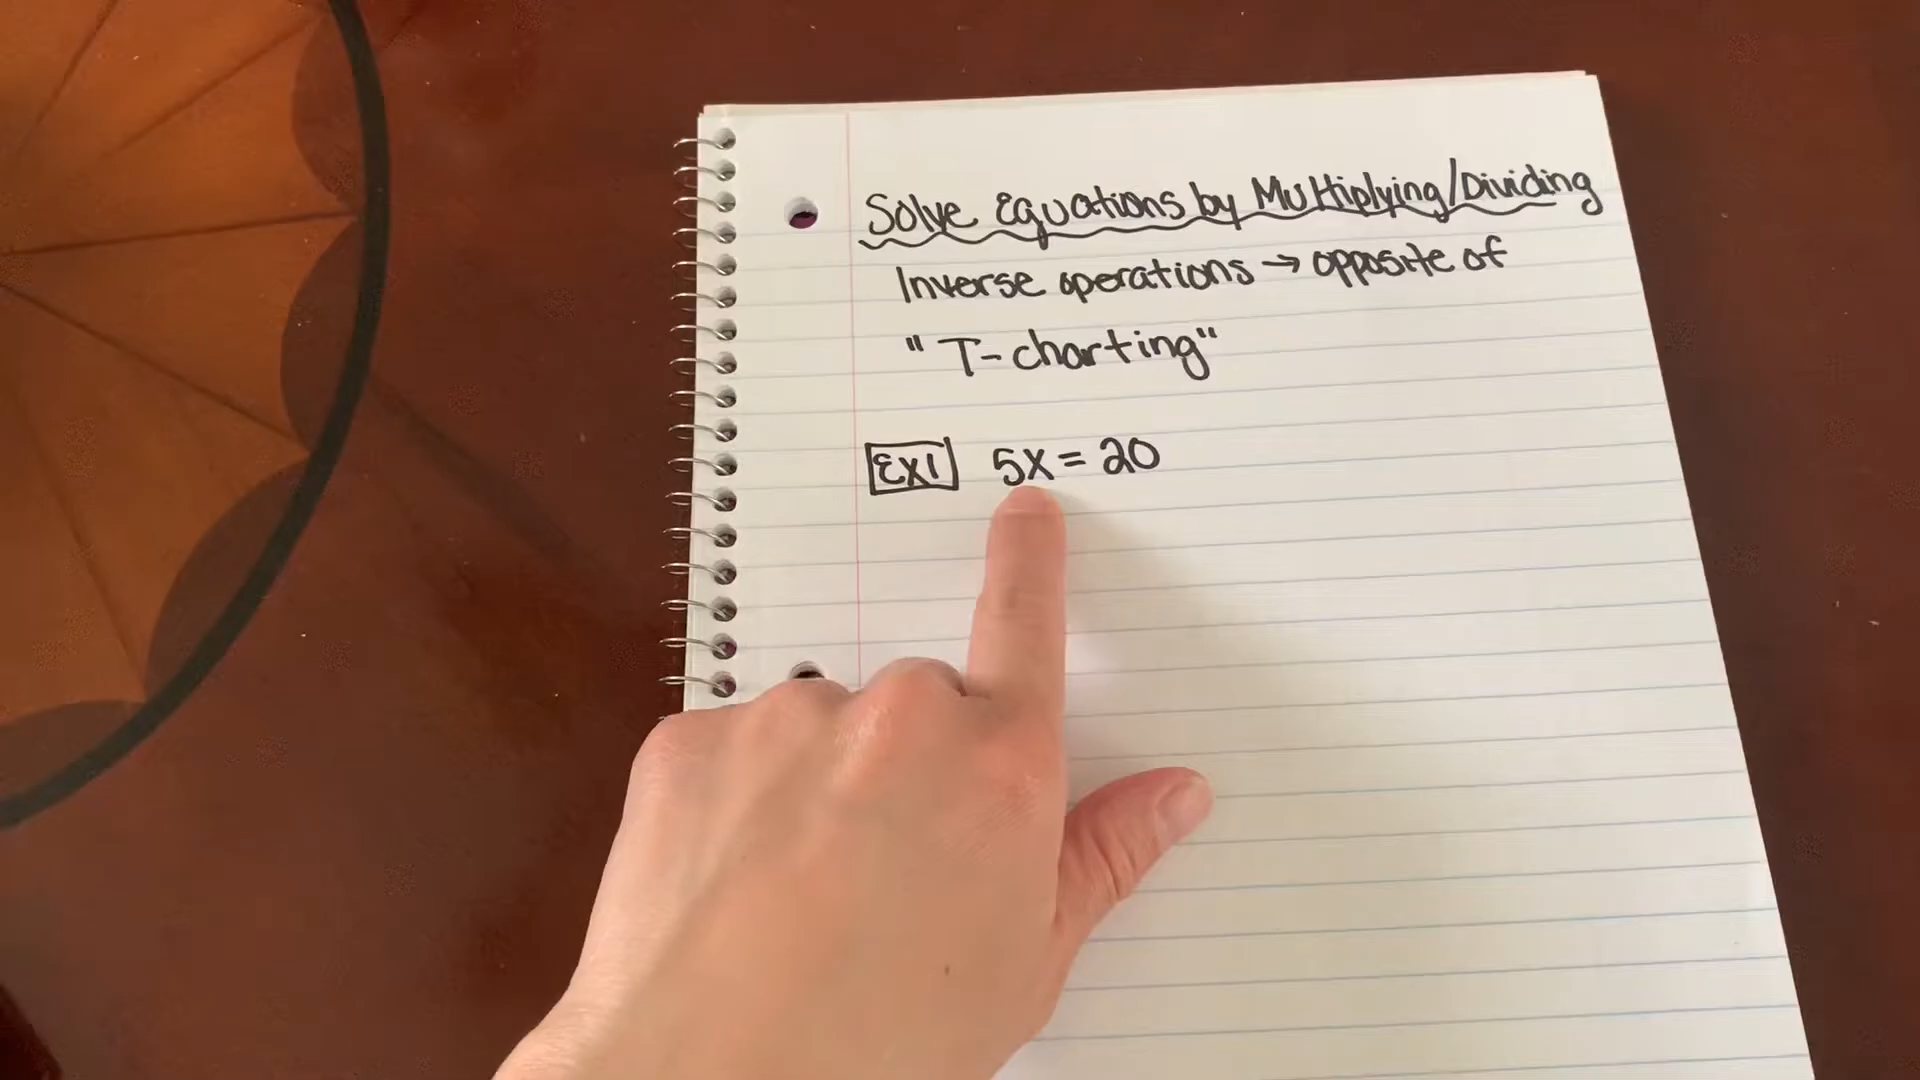 Solve Equations by Multiplying/Dividing
Inverse operations → opposite of
"T-charting"
Ex1 5x = 20